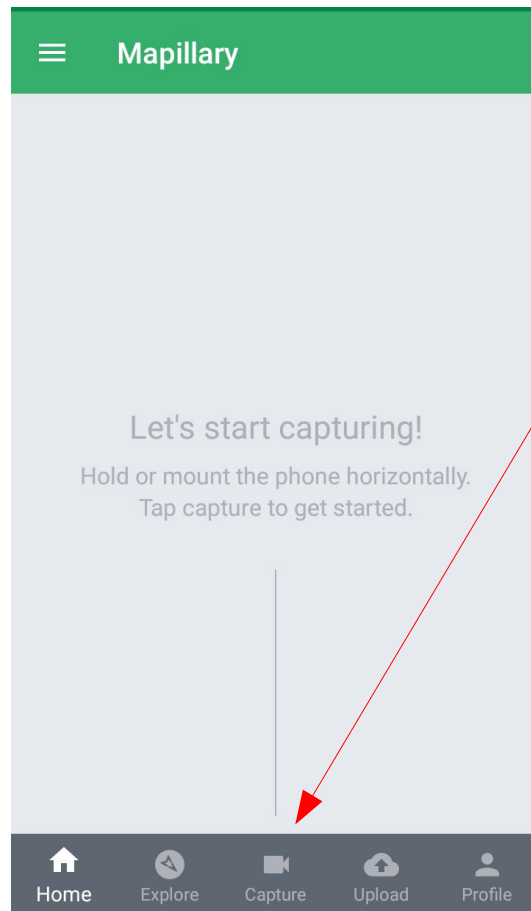 Mapillary
Let's start capturing!
Hold or mount the phone horizontally.
Tap capture to get started.
Home Explore Capture Upload Profile